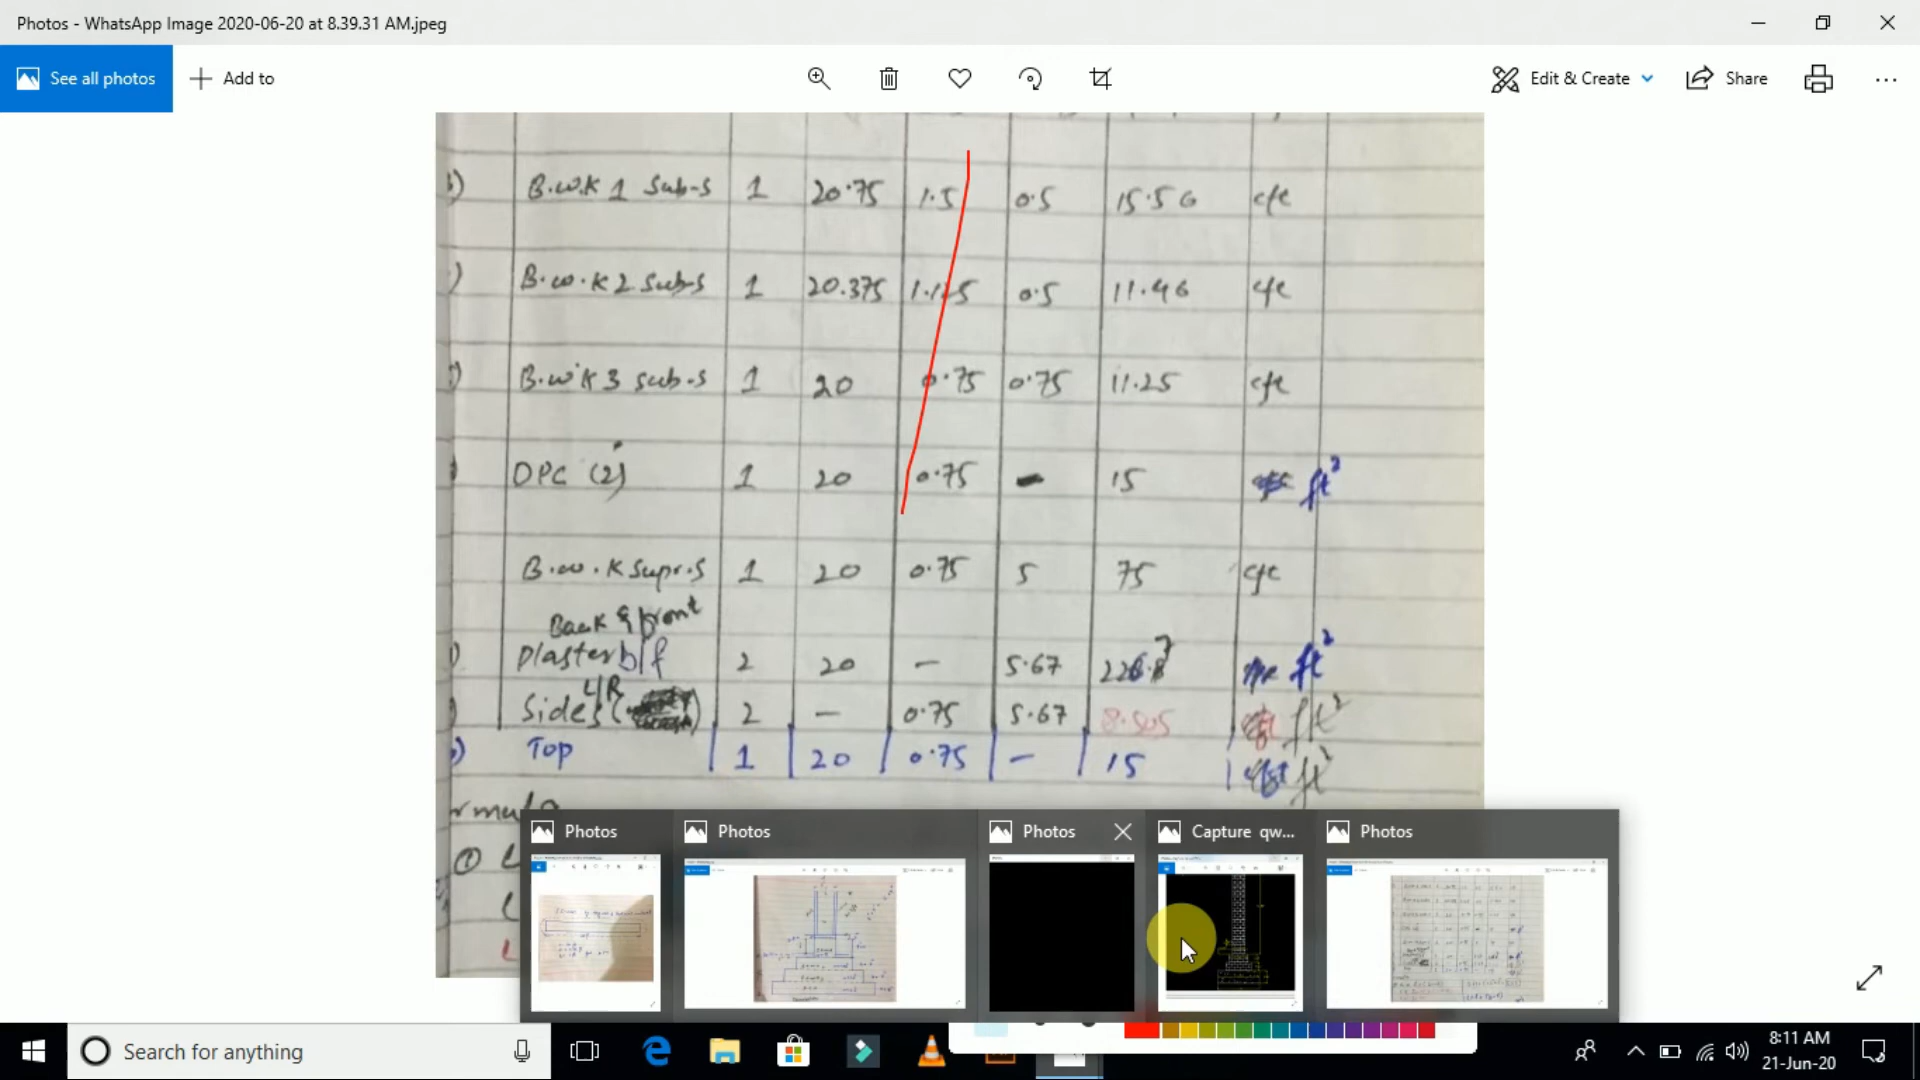 Photos - WhatsApp Image 2020-06-20 at 8.39.31 AM.jpeg
See all photos
Add to
Edit & Create
Share
B.W.K 1 Sub-S 1 20.75 1.5 0.5 15.56 cft
B.W.K 2 Sub-S 1 20.375 1.125 0.5 11.46 cft
B.W.K 3 Sub-S 1 20 0.75 0.75 11.25 cft
DPC (2") 1 20 0.75 - 15 ft²
B.W.K Supr.S 1 20 0.75 5 75 cft
Back & front
Plaster b/f 2 20 - 5.67 ft²
L/R
Sides 2 - 0.75 5.67 8.505 ft²
Top 1 20 0.75 - 15 ft²
Photos
Photos
Photos
Capture qw...
Photos
Search for anything
8:11 AM
21-Jun-20